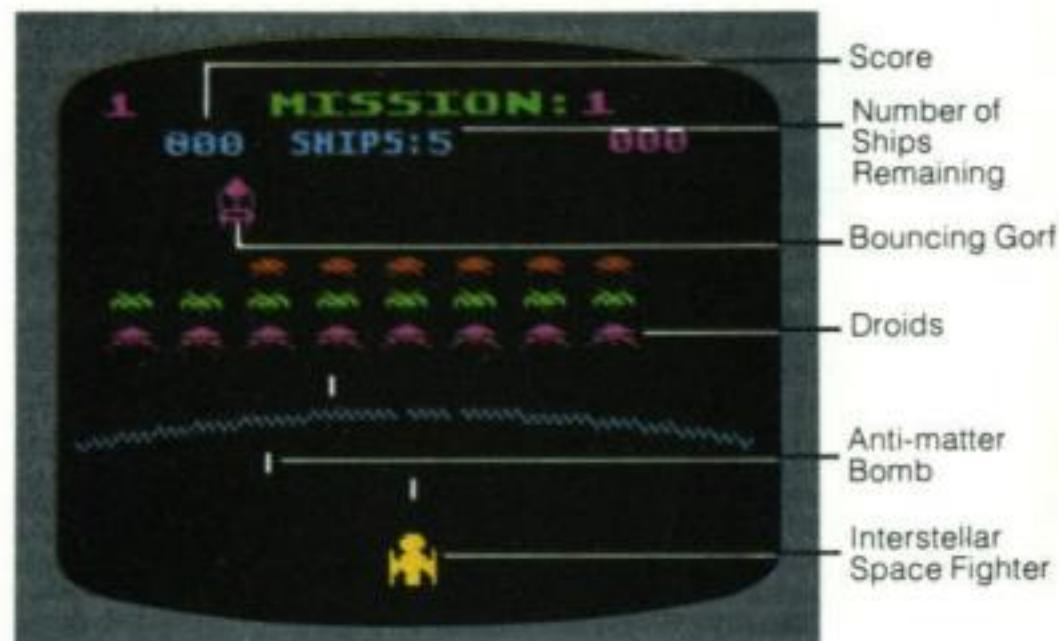 Score
1 MISSION:1
Number of
Ships
Remaining
000 SHIPS:5 000
Bouncing Gorf
Droids
Anti-matter
Bomb
Interstellar
Space Fighter